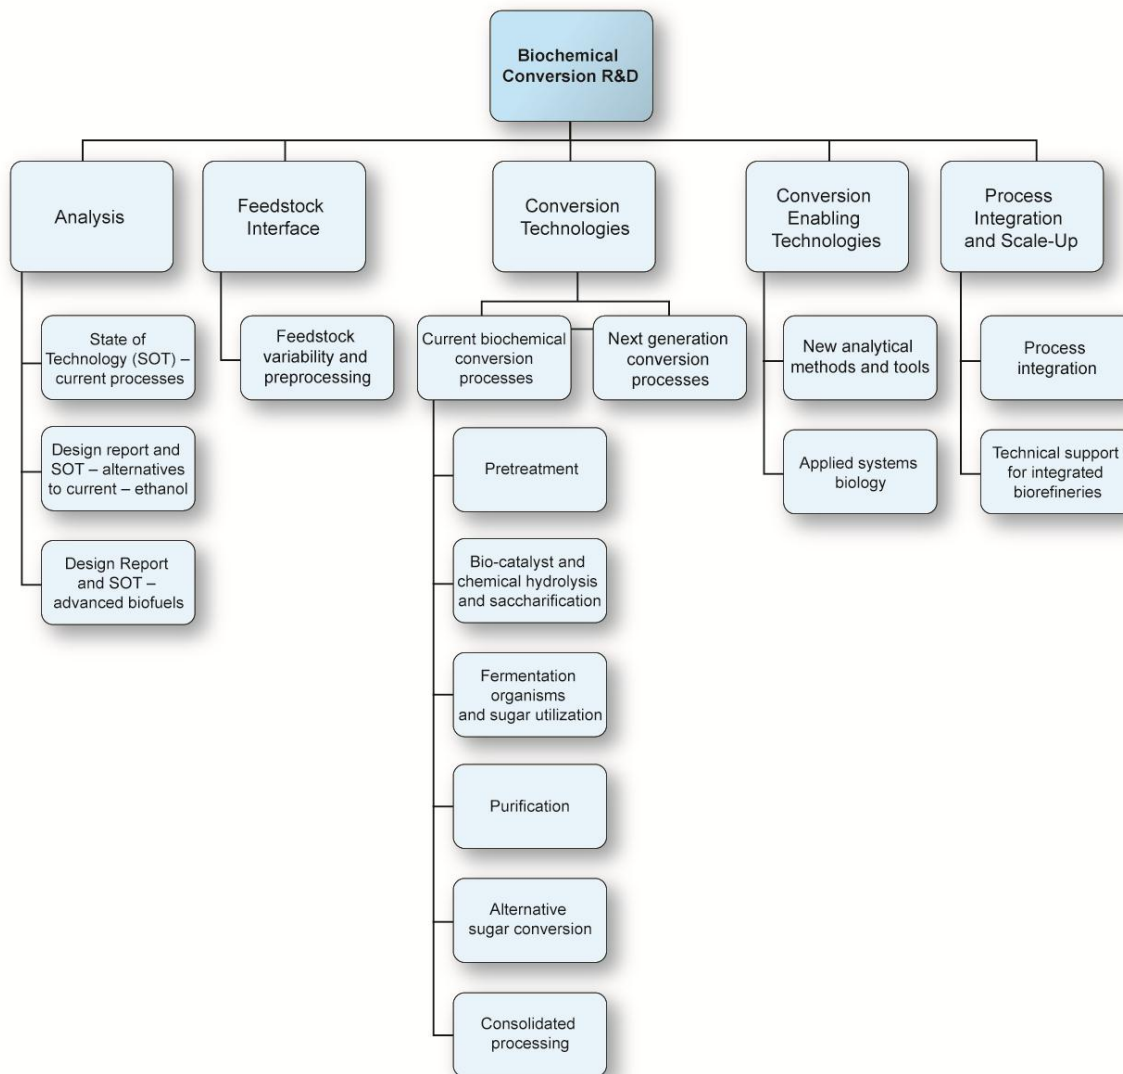 Biochemical
Conversion R&D
Analysis
Feedstock
Interface
Conversion
Technologies
Conversion
Enabling
Technologies
Process
Integration
and Scale-Up
State of
Technology (SOT) –
current processes
Design report and
SOT – alternatives
to current – ethanol
Design Report
and SOT –
advanced biofuels
Feedstock
variability and
preprocessing
Current biochemical
conversion
processes
Next generation
conversion
processes
Pretreatment
Bio-catalyst and
chemical hydrolysis
and saccharification
Fermentation
organisms
and sugar utilization
Purification
Alternative
sugar conversion
Consolidated
processing
New analytical
methods and tools
Applied systems
biology
Process
integration
Technical support
for integrated
biorefineries